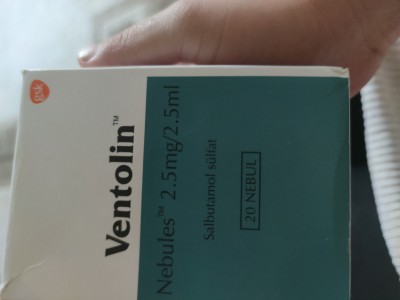 gsk
Ventolin™
Nebules™ 2.5mg/2.5ml
Salbutamol sülfat
20 NEBUL